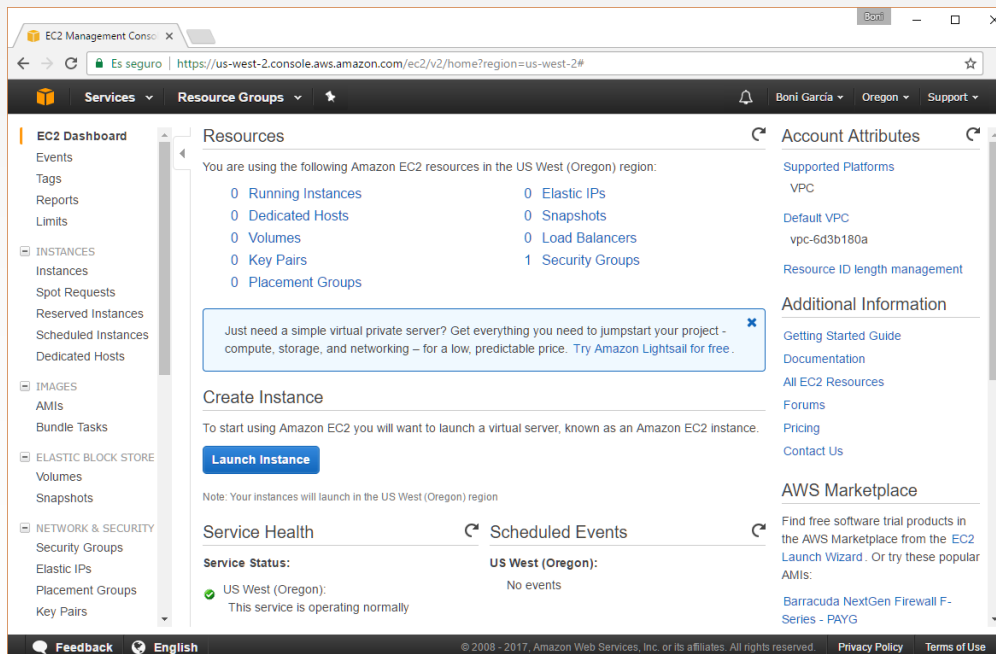 Boni
EC2 Management Conso
Es seguro | https://us-west-2.console.aws.amazon.com/ec2/v2/home?region=us-west-2#
Services Resource Groups Boni García Oregon Support
EC2 Dashboard
Events
Tags
Reports
Limits
INSTANCES
Instances
Spot Requests
Reserved Instances
Scheduled Instances
Dedicated Hosts
IMAGES
AMIs
Bundle Tasks
ELASTIC BLOCK STORE
Volumes
Snapshots
NETWORK & SECURITY
Security Groups
Elastic IPs
Placement Groups
Key Pairs
Resources
You are using the following Amazon EC2 resources in the US West (Oregon) region:
0 Running Instances
0 Dedicated Hosts
0 Volumes
0 Key Pairs
0 Placement Groups
0 Elastic IPs
0 Snapshots
0 Load Balancers
1 Security Groups
Just need a simple virtual private server? Get everything you need to jumpstart your project -
compute, storage, and networking – for a low, predictable price. Try Amazon Lightsail for free.
Create Instance
To start using Amazon EC2 you will want to launch a virtual server, known as an Amazon EC2 instance.
Launch Instance
Note: Your instances will launch in the US West (Oregon) region
Service Health
Service Status:
US West (Oregon):
This service is operating normally
Scheduled Events
US West (Oregon):
No events
Account Attributes
Supported Platforms
VPC
Default VPC
vpc-6d3b180a
Resource ID length management
Additional Information
Getting Started Guide
Documentation
All EC2 Resources
Forums
Pricing
Contact Us
AWS Marketplace
Find free software trial products in
the AWS Marketplace from the EC2
Launch Wizard. Or try these popular
AMIs:
Barracuda NextGen Firewall F-
Series - PAYG
Feedback English © 2008 - 2017, Amazon Web Services, Inc. or its affiliates. All rights reserved. Privacy Policy Terms of Use